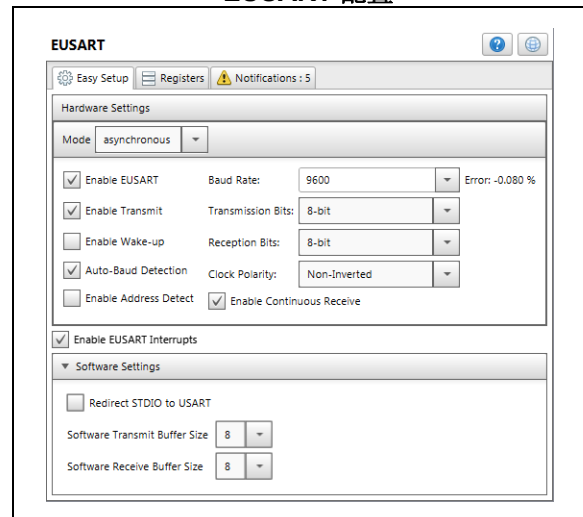 EUSART 配置
EUSART
Easy Setup Registers Notifications : 5
Hardware Settings
Mode asynchronous
Enable EUSART Baud Rate: 9600 Error: -0.080 %
Enable Transmit Transmission Bits: 8-bit
Enable Wake-up Reception Bits: 8-bit
Auto-Baud Detection Clock Polarity: Non-Inverted
Enable Address Detect Enable Continuous Receive
Enable EUSART Interrupts
Software Settings
Redirect STDIO to USART
Software Transmit Buffer Size 8
Software Receive Buffer Size 8